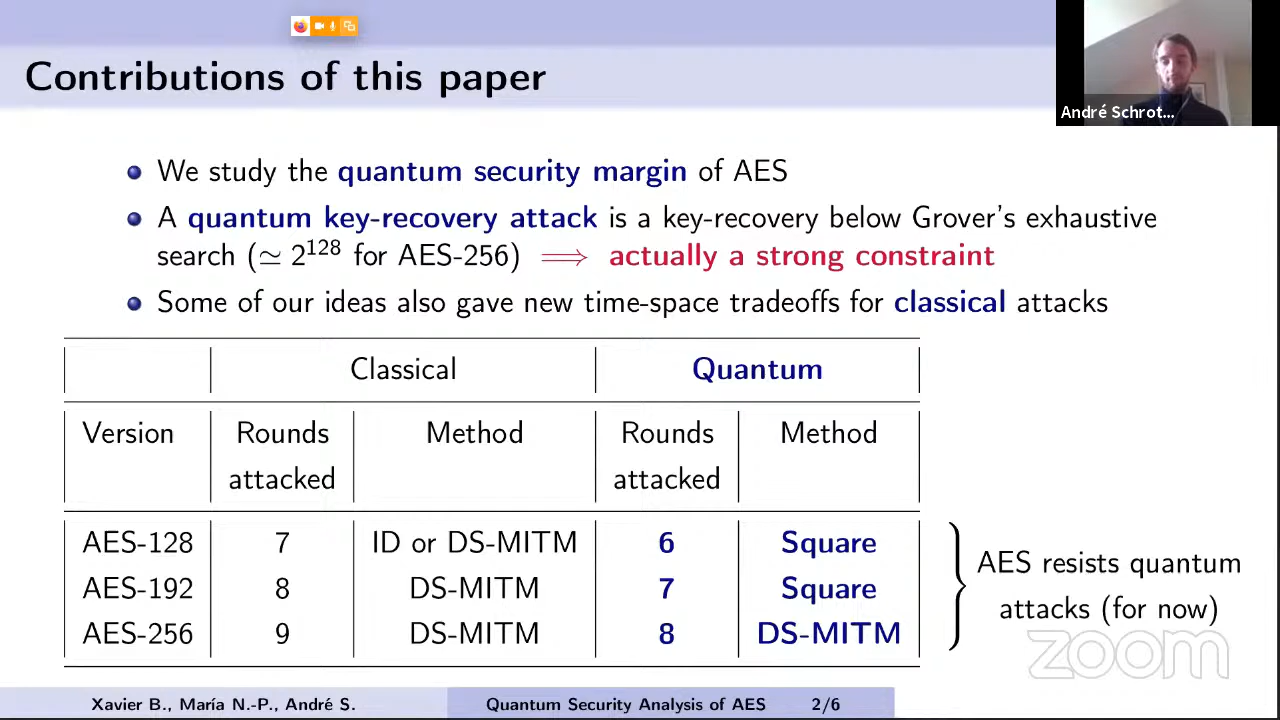 Contributions of this paper
André Schrot...
We study the quantum security margin of AES
A quantum key-recovery attack is a key-recovery below Grover's exhaustive
search (≃ 2^128 for AES-256) ⟹ actually a strong constraint
Some of our ideas also gave new time-space tradeoffs for classical attacks
Classical Quantum
Version Rounds Method Rounds Method
attacked attacked
AES-128 7 ID or DS-MITM 6 Square
AES-192 8 DS-MITM 7 Square
AES-256 9 DS-MITM 8 DS-MITM
AES resists quantum
attacks (for now)
zoom
Xavier B., María N.-P., André S. Quantum Security Analysis of AES 2/6